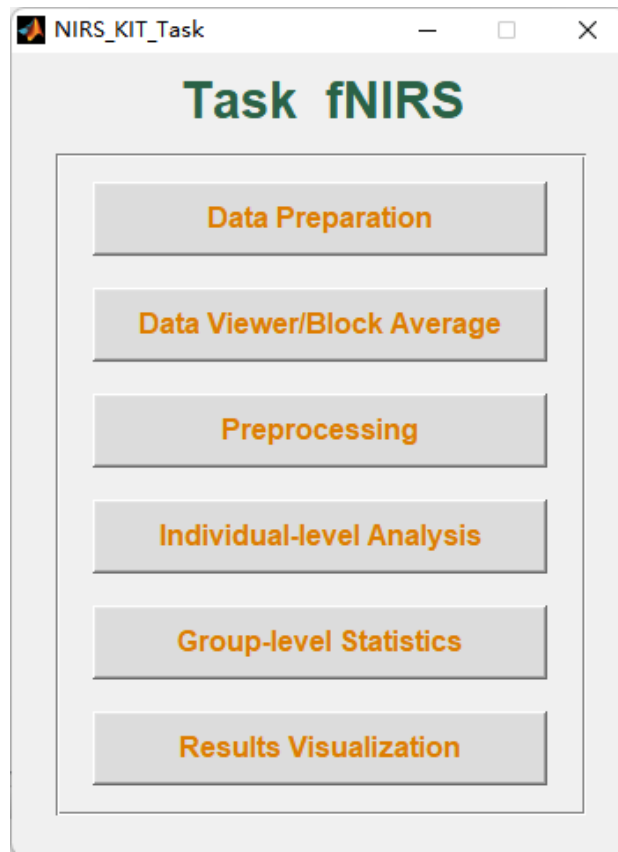 NIRS_KIT_Task
Task fNIRS
Data Preparation
Data Viewer/Block Average
Preprocessing
Individual-level Analysis
Group-level Statistics
Results Visualization